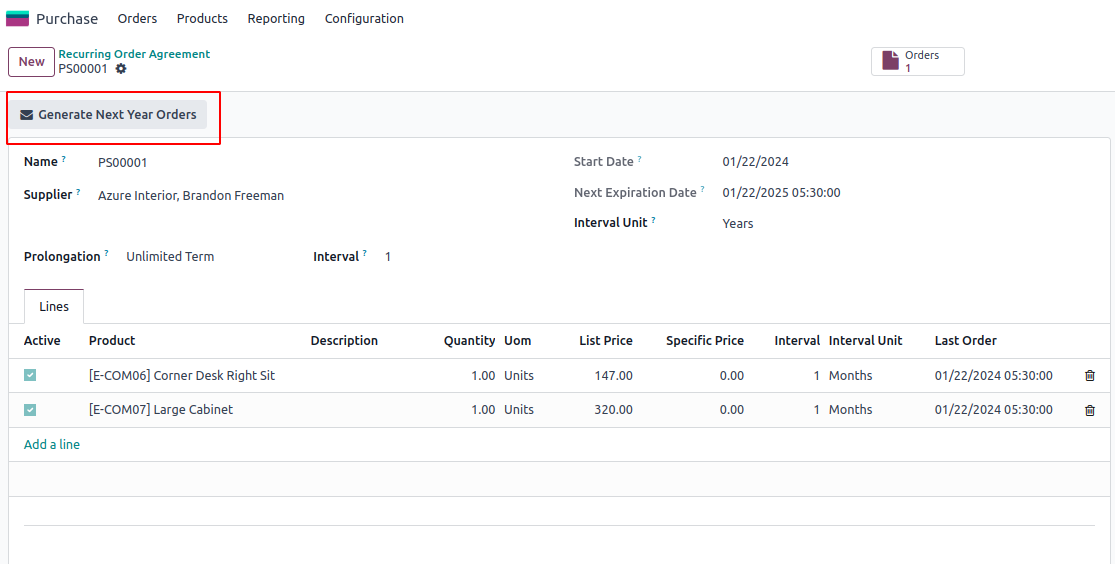 Purchase Orders Products Reporting Configuration
New Recurring Order Agreement
PS00001
Orders
1
Generate Next Year Orders
Name ? PS00001 Start Date ? 01/22/2024
Supplier ? Azure Interior, Brandon Freeman Next Expiration Date ? 01/22/2025 05:30:00
Interval Unit ? Years
Prolongation ? Unlimited Term Interval ? 1
Lines
Active Product Description Quantity Uom List Price Specific Price Interval Interval Unit Last Order
[E-COM06] Corner Desk Right Sit 1.00 Units 147.00 0.00 1 Months 01/22/2024 05:30:00
[E-COM07] Large Cabinet 1.00 Units 320.00 0.00 1 Months 01/22/2024 05:30:00
Add a line